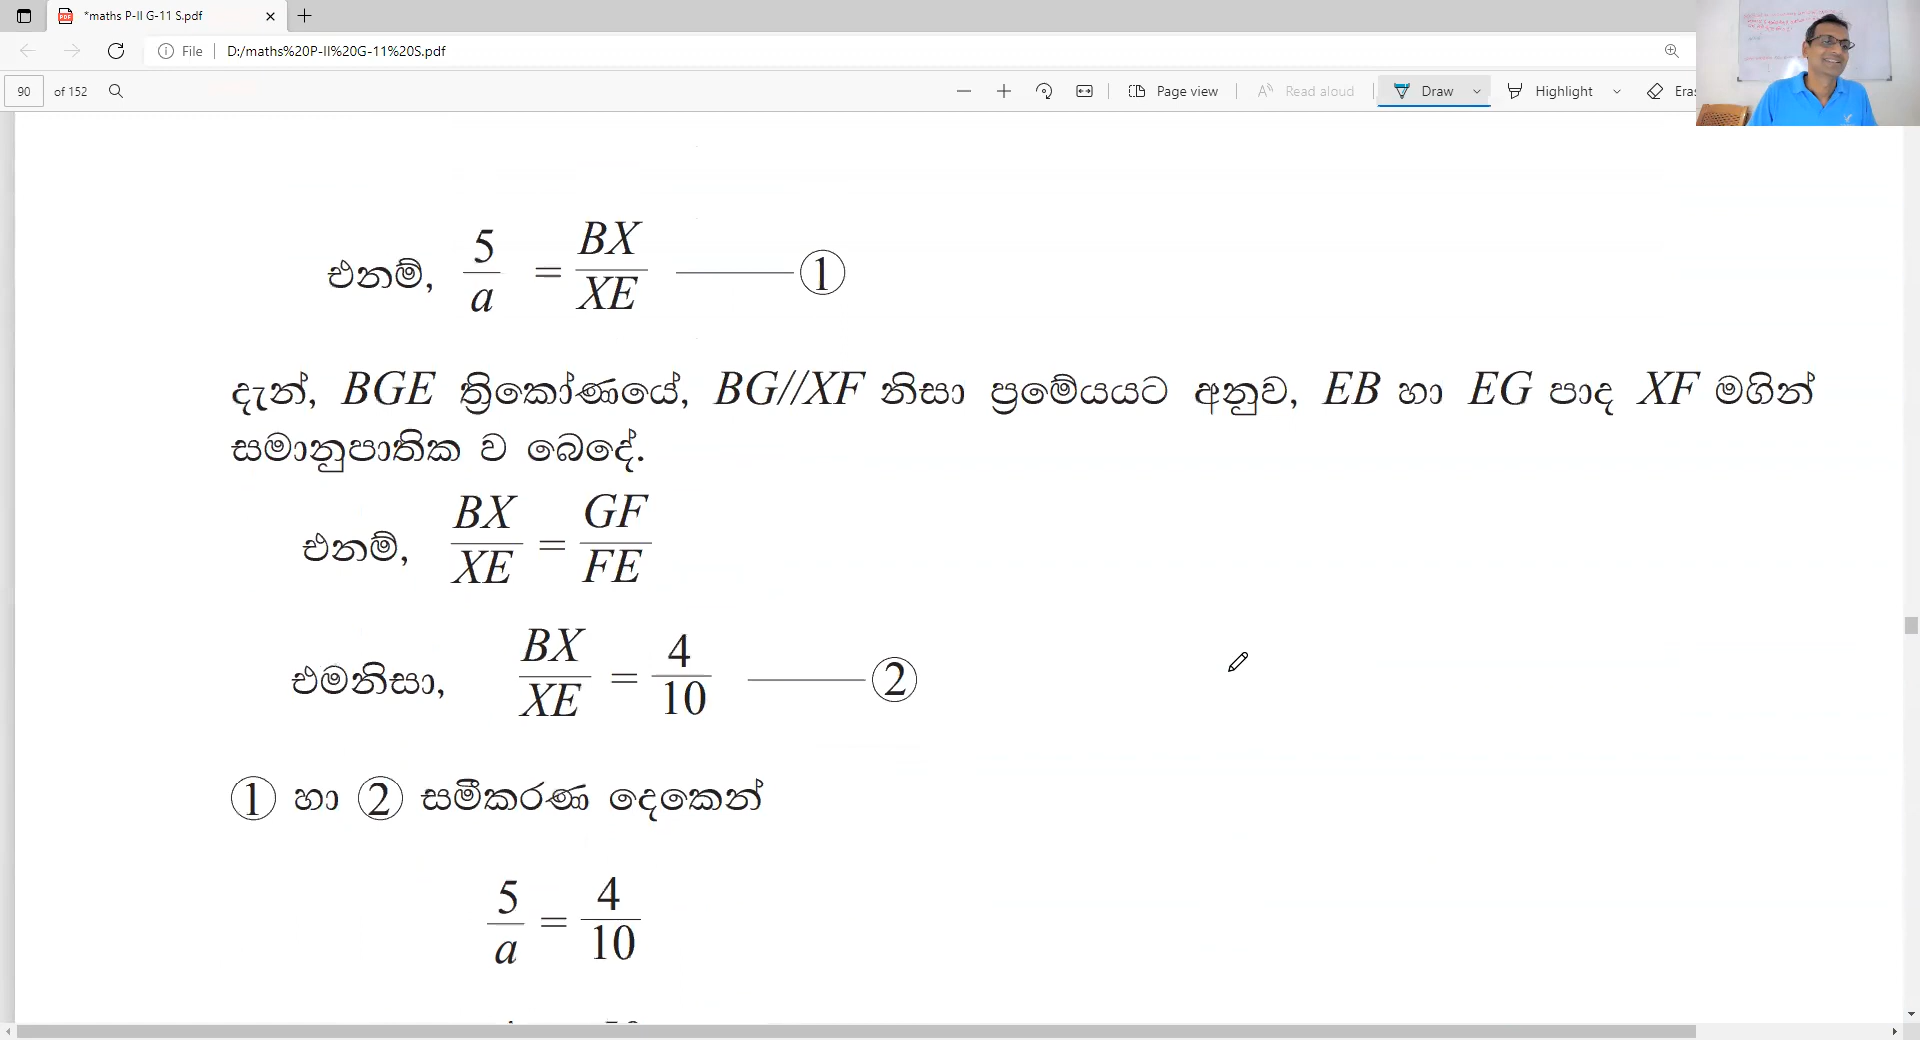 *maths P-II G-11 S.pdf
File D:/maths%20P-II%20G-11%20S.pdf
90 of 152 Page view Read aloud Draw Highlight Eras
එනම්, 5/a = BX/XE ——— ①
දැන්, BGE ත්‍රිකෝණයේ, BG//XF නිසා ප්‍රමේයයට අනුව, EB හා EG පාද XF මගින්
සමානුපාතික ව බෙදේ.
එනම්, BX/XE = GF/FE
එමනිසා, BX/XE = 4/10 ——— ②
① හා ② සමීකරණ දෙකෙන්
5/a = 4/10